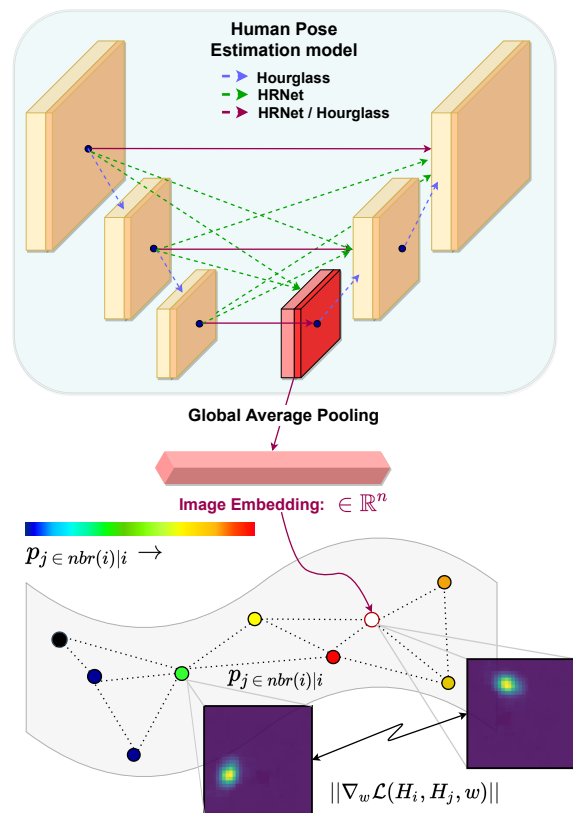 Human Pose
Estimation model
Hourglass
HRNet
HRNet / Hourglass
Global Average Pooling
Image Embedding: ∈ ℝⁿ
p_{j ∈ nbr(i)|i} →
p_{j ∈ nbr(i)|i}
||∇_w ℒ(H_i, H_j, w)||